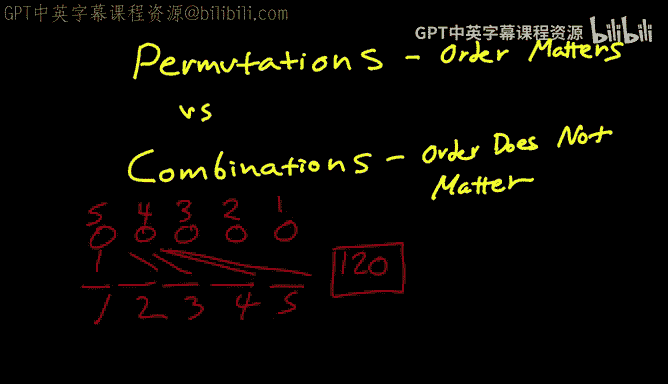 GPT中英字幕课程资源@bilibili.com
GPT中英字幕课程资源 bilibili
Permutations - Order Matters
vs
Combinations - Order Does Not
Matter
5 4 3 2 1
120
1 2 3 4 5